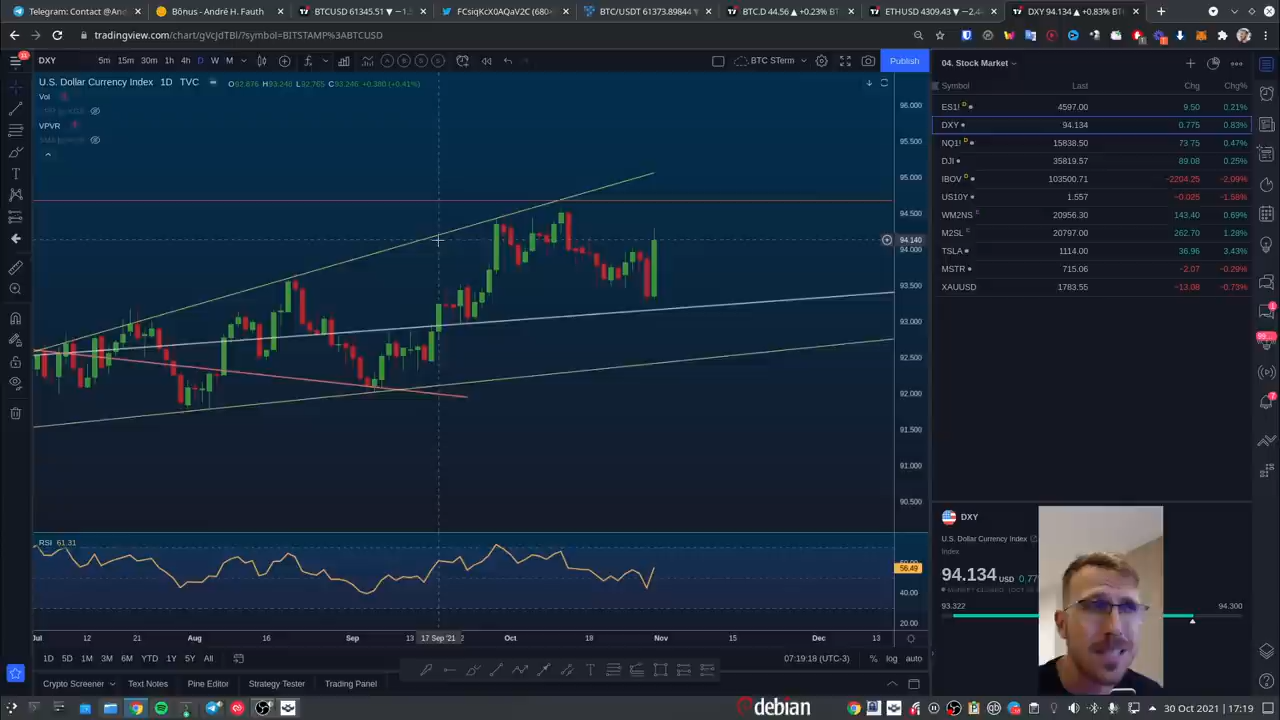 Telegram: Contact @And
Bônus - André H. Fauth
BTCUSD 61345.51 ▼ −1.5
FCsiqKcX0AQaV2C (680×
BTC/USDT 61373.89844
BTC.D 44.56 ▲ +0.23% BT
ETHUSD 4309.43 ▼ −2.4
DXY 94.134 ▲ +0.83% BT
tradingview.com/chart/gVcJdTBl/?symbol=BITSTAMP%3ABTCUSD
DXY 5m 15m 30m 1h 4h D W M
BTC STerm
Publish
04. Stock Market
U.S. Dollar Currency Index 1D TVC
O92.876 H93.248 L92.765 C93.246 +0.380 (+0.41%)
Vol
VPVR
Symbol Last Chg Chg%
ES1! D 4597.00 9.50 0.21%
DXY 94.134 0.775 0.83%
NQ1! D 15838.50 73.75 0.47%
DJI 35819.57 89.08 0.25%
IBOV D 103500.71 −2204.25 −2.09%
US10Y 1.557 −0.025 −1.58%
WM2NS E 20956.30 143.40 0.69%
M2SL E 20797.00 262.70 1.28%
TSLA 1114.00 36.96 3.43%
MSTR 715.06 −2.07 −0.29%
XAUUSD 1783.55 −13.08 −0.73%
96.000
95.500
95.000
94.500
94.140
94.000
93.500
93.000
92.500
92.000
91.500
91.000
90.500
RSI 61.31
56.49
40.00
20.00
DXY
U.S. Dollar Currency Index
Index
94.134 USD 0.77
93.322 94.300
Jul 12 21 Aug 16 Sep 13 17 Sep '21 Oct 18 Nov 15 Dec 13
1D 5D 1M 3M 6M YTD 1Y 5Y All
07:19:18 (UTC-3) % log auto
Crypto Screener Text Notes Pine Editor Strategy Tester Trading Panel
debian
30 Oct 2021
17:19